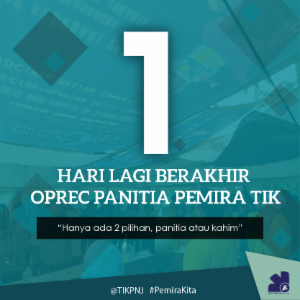 1
HARI LAGI BERAKHIR
OPREC PANITIA PEMIRA TIK
"Hanya ada 2 pilihan, panitia atau kahim"
@TIKPNJ #PemiraKita